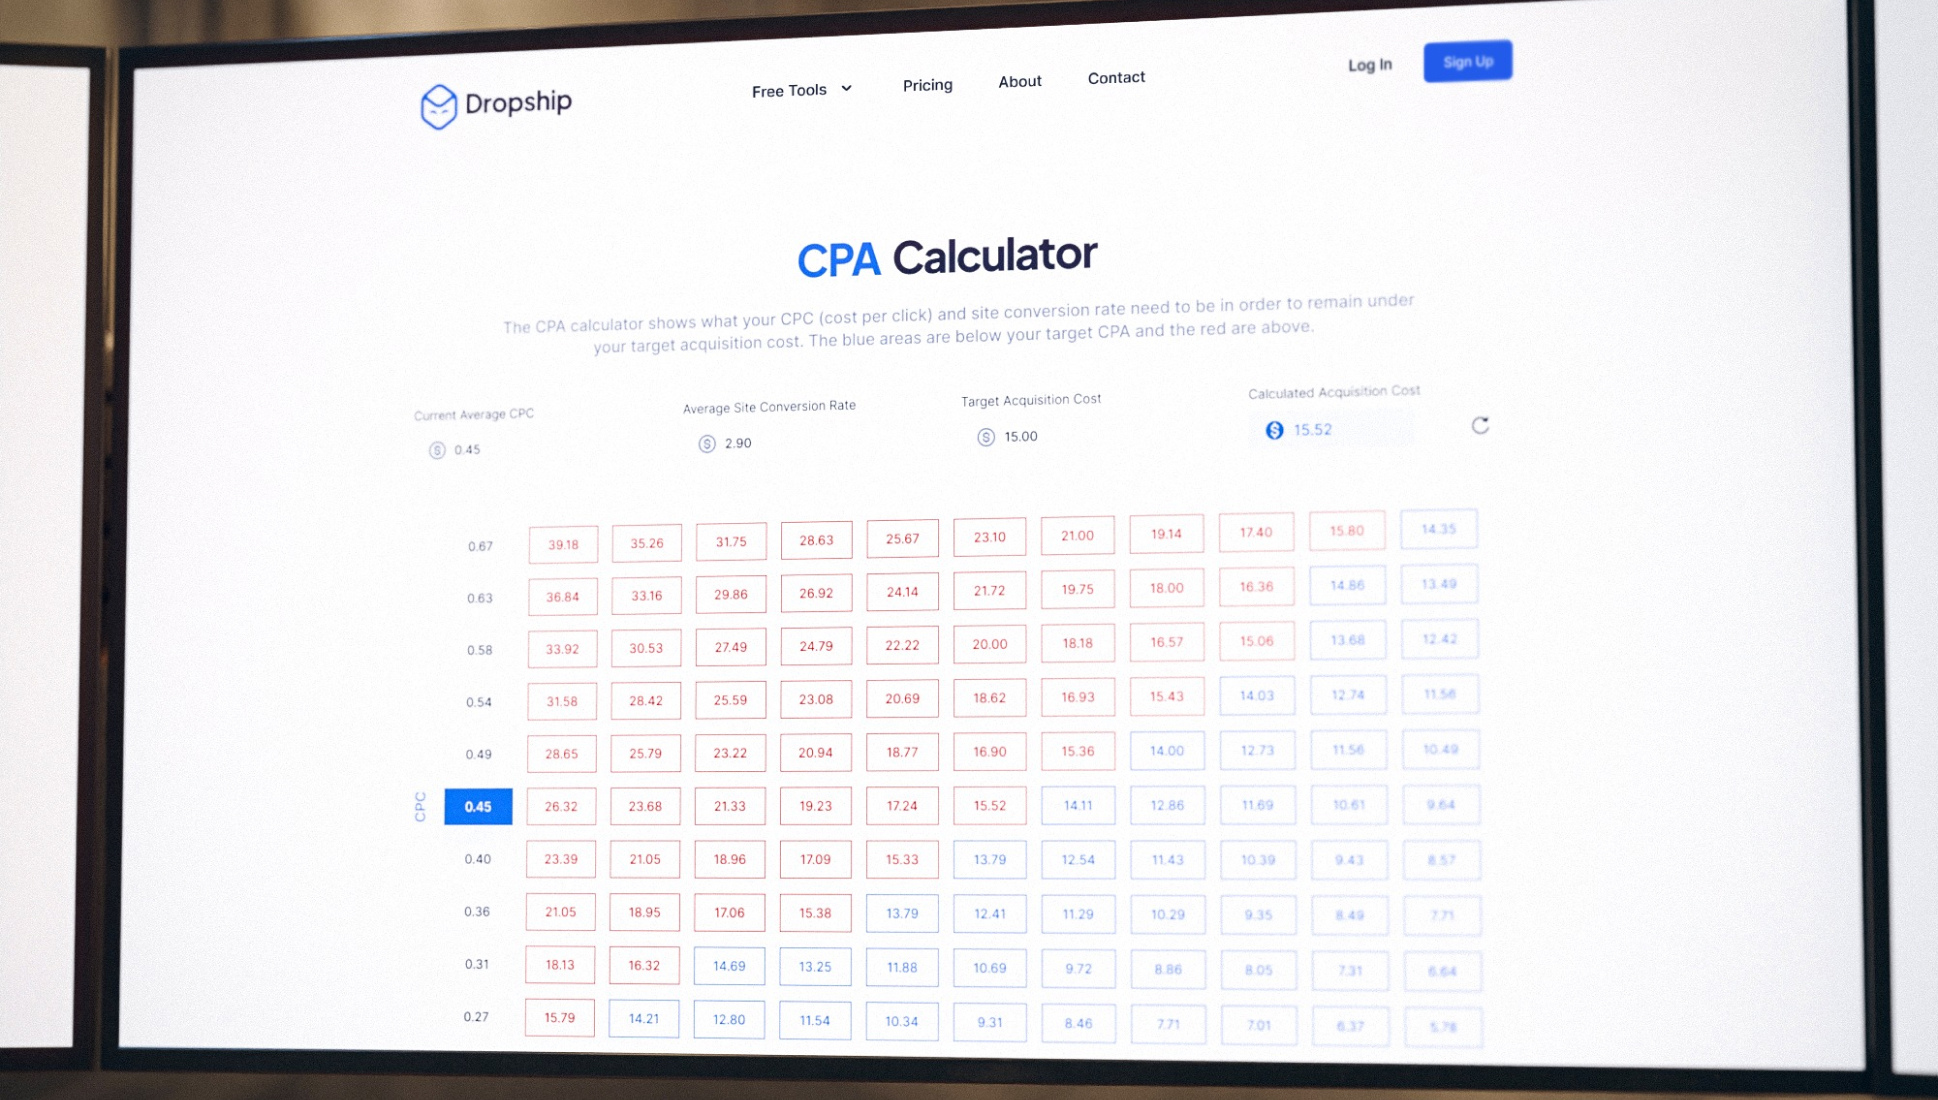 Dropship
Free Tools
Pricing
About
Contact
Log In
Sign Up
CPA Calculator
The CPA calculator shows what your CPC (cost per click) and site conversion rate need to be in order to remain under
your target acquisition cost. The blue areas are below your target CPA and the red are above.
Current Average CPC
Average Site Conversion Rate
Target Acquisition Cost
Calculated Acquisition Cost
0.45
2.90
15.00
15.52
0.67 39.18 35.26 31.75 28.63 25.67 23.10 21.00 19.14 17.40 15.80 14.35
0.63 36.84 33.16 29.86 26.92 24.14 21.72 19.75 18.00 16.36 14.86 13.49
0.58 33.92 30.53 27.49 24.79 22.22 20.00 18.18 16.57 15.06 13.68 12.42
0.54 31.58 28.42 25.59 23.08 20.69 18.62 16.93 15.43 14.03 12.74 11.56
0.49 28.65 25.79 23.22 20.94 18.77 16.90 15.36 14.00 12.73 11.56 10.49
CPC
0.45 26.32 23.68 21.33 19.23 17.24 15.52 14.11 12.86 11.69 10.61 9.64
0.40 23.39 21.05 18.96 17.09 15.33 13.79 12.54 11.43 10.39 9.43 8.57
0.36 21.05 18.95 17.06 15.38 13.79 12.41 11.29 10.29 9.35 8.49 7.71
0.31 18.13 16.32 14.69 13.25 11.88 10.69 9.72 8.86 8.05 7.31 6.64
0.27 15.79 14.21 12.80 11.54 10.34 9.31 8.46 7.71 7.01 6.37 5.78